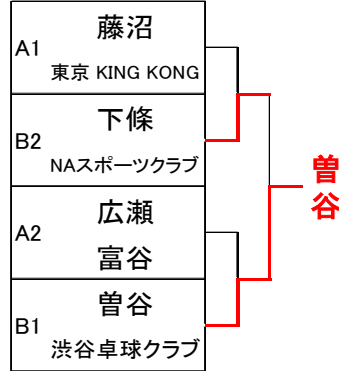 A1
藤沼
東京 KING KONG
B2
下條
NAスポーツクラブ
A2
広瀬
富谷
B1
曽谷
渋谷卓球クラブ
曽谷